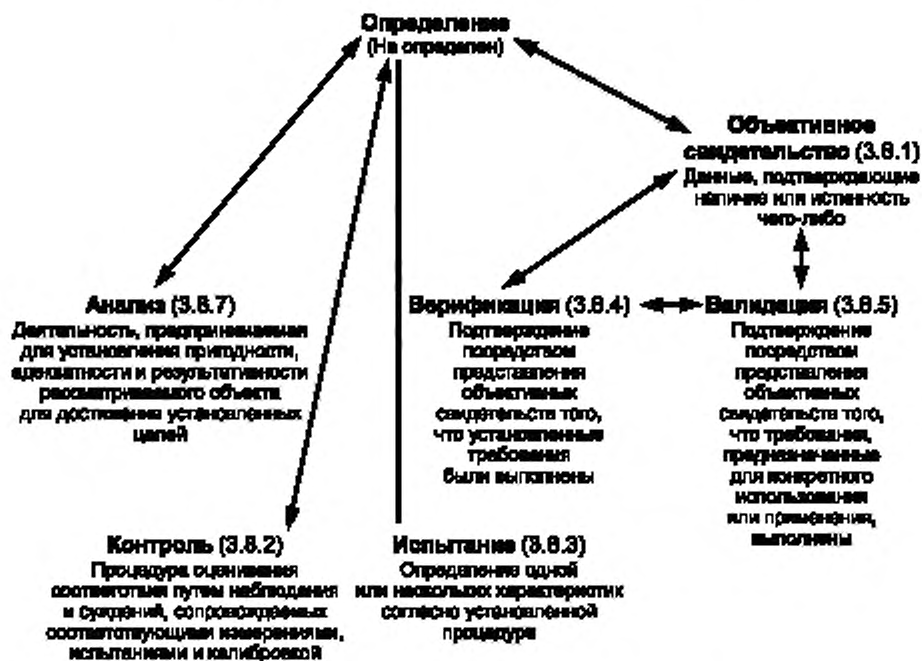 Определение
(Не определен)
Объективное
свидетельство (3.8.1)
Данные, подтверждающие
наличие или истинность
чего-либо
Анализ (3.8.7)
Деятельность, предпринимаемая
для установления пригодности,
адекватности и результативности
рассматриваемого объекта
для достижения установленных
целей
Верификация (3.8.4)
Подтверждение
посредством
представления
объективных
свидетельств того,
что установленные
требования
были выполнены
Валидация (3.8.5)
Подтверждение
посредством
представления
объективных
свидетельств того,
что требования,
предназначенные
для конкретного
использования
или применения,
выполнены
Контроль (3.8.2)
Процедура оценивания
соответствия путем наблюдения
и суждений, сопровождаемых
соответствующими измерениями,
испытаниями и калибровкой
Испытание (3.8.3)
Определение одной
или нескольких характеристик
согласно установленной
процедуре